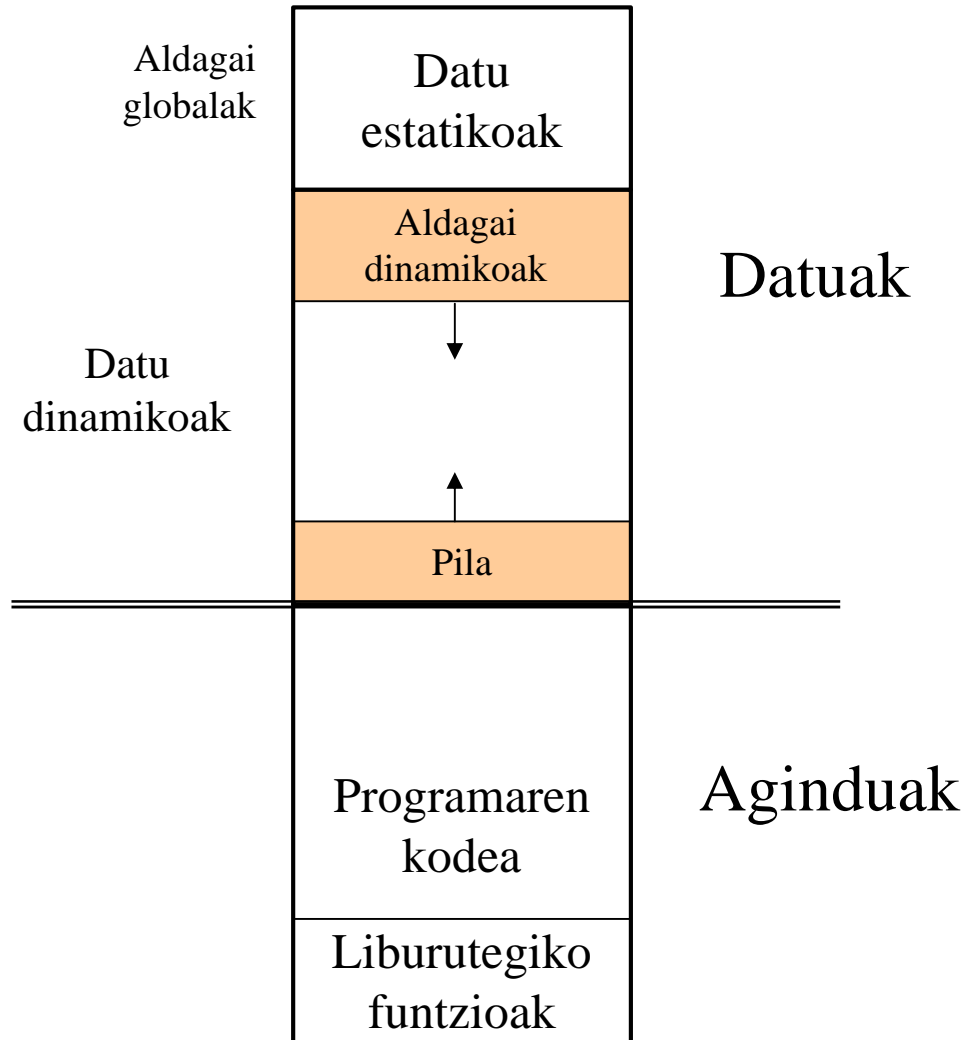 Aldagai
globalak
Datu
estatikoak
Aldagai
dinamikoak
Datuak
Datu
dinamikoak
Pila
Programaren
kodea
Aginduak
Liburutegiko
funtzioak